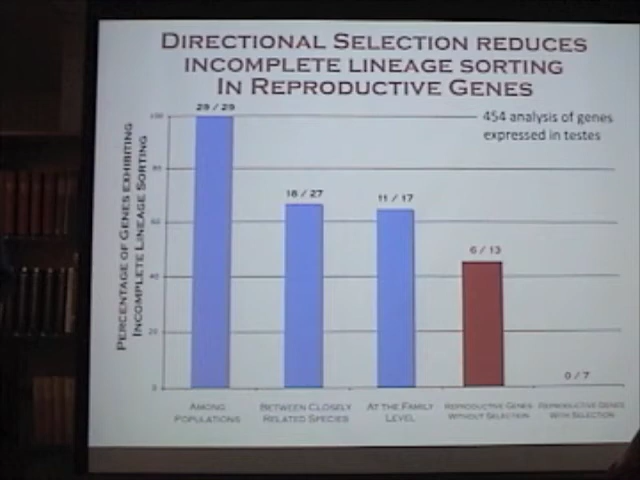 DIRECTIONAL SELECTION REDUCES
INCOMPLETE LINEAGE SORTING
IN REPRODUCTIVE GENES
29 / 29
454 analysis of genes
expressed in testes
PERCENTAGE OF GENES EXHIBITING
INCOMPLETE LINEAGE SORTING
100
80
60
40
20
0
18 / 27
11 / 17
6 / 13
0 / 7
AMONG
POPULATIONS
BETWEEN CLOSELY
RELATED SPECIES
AT THE FAMILY
LEVEL
REPRODUCTIVE GENES
WITHOUT SELECTION
REPRODUCTIVE GENES
WITH SELECTION